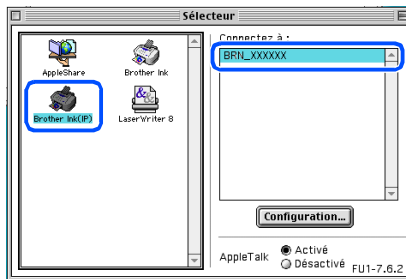 Sélecteur
Connectez à :
BRN_XXXXXX
AppleShare
Brother Ink
Brother Ink(IP)
LaserWriter 8
Configuration...
AppleTalk
Activé
Désactivé
FU1-7.6.2